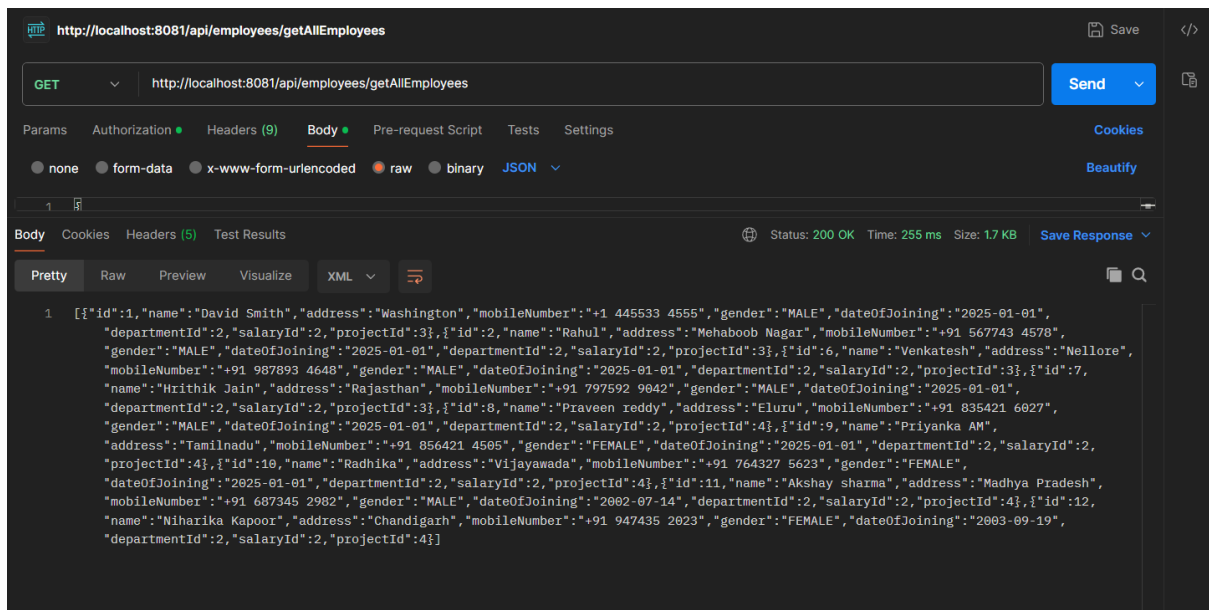 HTTP http://localhost:8081/api/employees/getAllEmployees Save </>
GET http://localhost:8081/api/employees/getAllEmployees Send
Params Authorization Headers (9) Body Pre-request Script Tests Settings Cookies
none form-data x-www-form-urlencoded raw binary JSON Beautify
1 {
Body Cookies Headers (5) Test Results Status: 200 OK Time: 255 ms Size: 1.7 KB Save Response
Pretty Raw Preview Visualize XML
1 [{"id":1,"name":"David Smith","address":"Washington","mobileNumber":"+1 445533 4555","gender":"MALE","dateOfJoining":"2025-01-01",
"departmentId":2,"salaryId":2,"projectId":3},{"id":2,"name":"Rahul","address":"Mehaboob Nagar","mobileNumber":"+91 567743 4578",
"gender":"MALE","dateOfJoining":"2025-01-01","departmentId":2,"salaryId":2,"projectId":3},{"id":6,"name":"Venkatesh","address":"Nellore",
"mobileNumber":"+91 987893 4648","gender":"MALE","dateOfJoining":"2025-01-01","departmentId":2,"salaryId":2,"projectId":3},{"id":7,
"name":"Hrithik Jain","address":"Rajasthan","mobileNumber":"+91 797592 9042","gender":"MALE","dateOfJoining":"2025-01-01",
"departmentId":2,"salaryId":2,"projectId":3},{"id":8,"name":"Praveen reddy","address":"Eluru","mobileNumber":"+91 835421 6027",
"gender":"MALE","dateOfJoining":"2025-01-01","departmentId":2,"salaryId":2,"projectId":4},{"id":9,"name":"Priyanka AM",
"address":"Tamilnadu","mobileNumber":"+91 856421 4505","gender":"FEMALE","dateOfJoining":"2025-01-01","departmentId":2,"salaryId":2,
"projectId":4},{"id":10,"name":"Radhika","address":"Vijayawada","mobileNumber":"+91 764327 5623","gender":"FEMALE",
"dateOfJoining":"2025-01-01","departmentId":2,"salaryId":2,"projectId":4},{"id":11,"name":"Akshay sharma","address":"Madhya Pradesh",
"mobileNumber":"+91 687345 2982","gender":"MALE","dateOfJoining":"2002-07-14","departmentId":2,"salaryId":2,"projectId":4},{"id":12,
"name":"Niharika Kapoor","address":"Chandigarh","mobileNumber":"+91 947435 2023","gender":"FEMALE","dateOfJoining":"2003-09-19",
"departmentId":2,"salaryId":2,"projectId":4}]